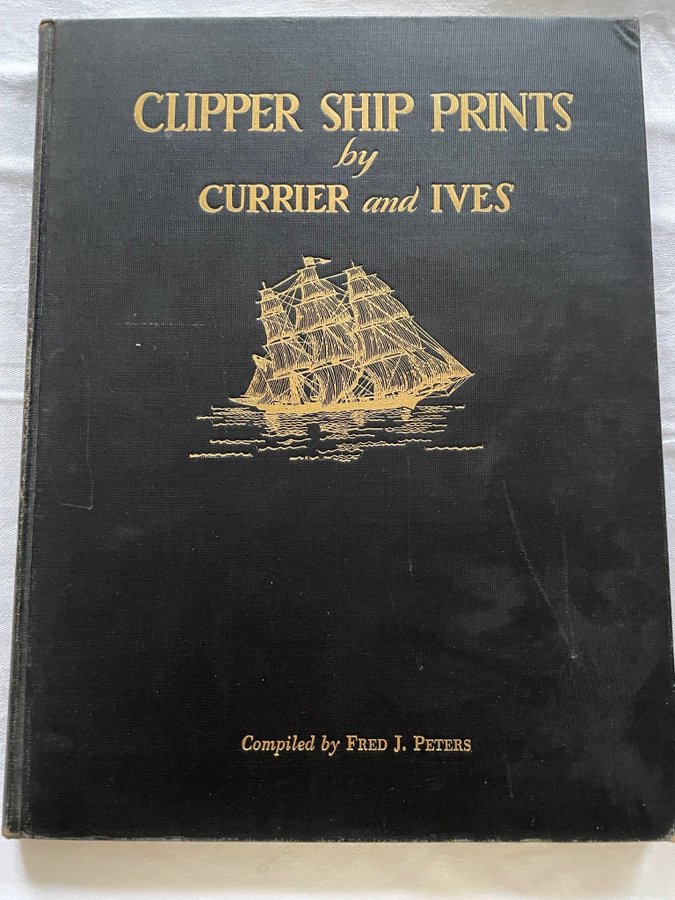 CLIPPER SHIP PRINTS
by
CURRIER and IVES
Compiled by FRED J. PETERS